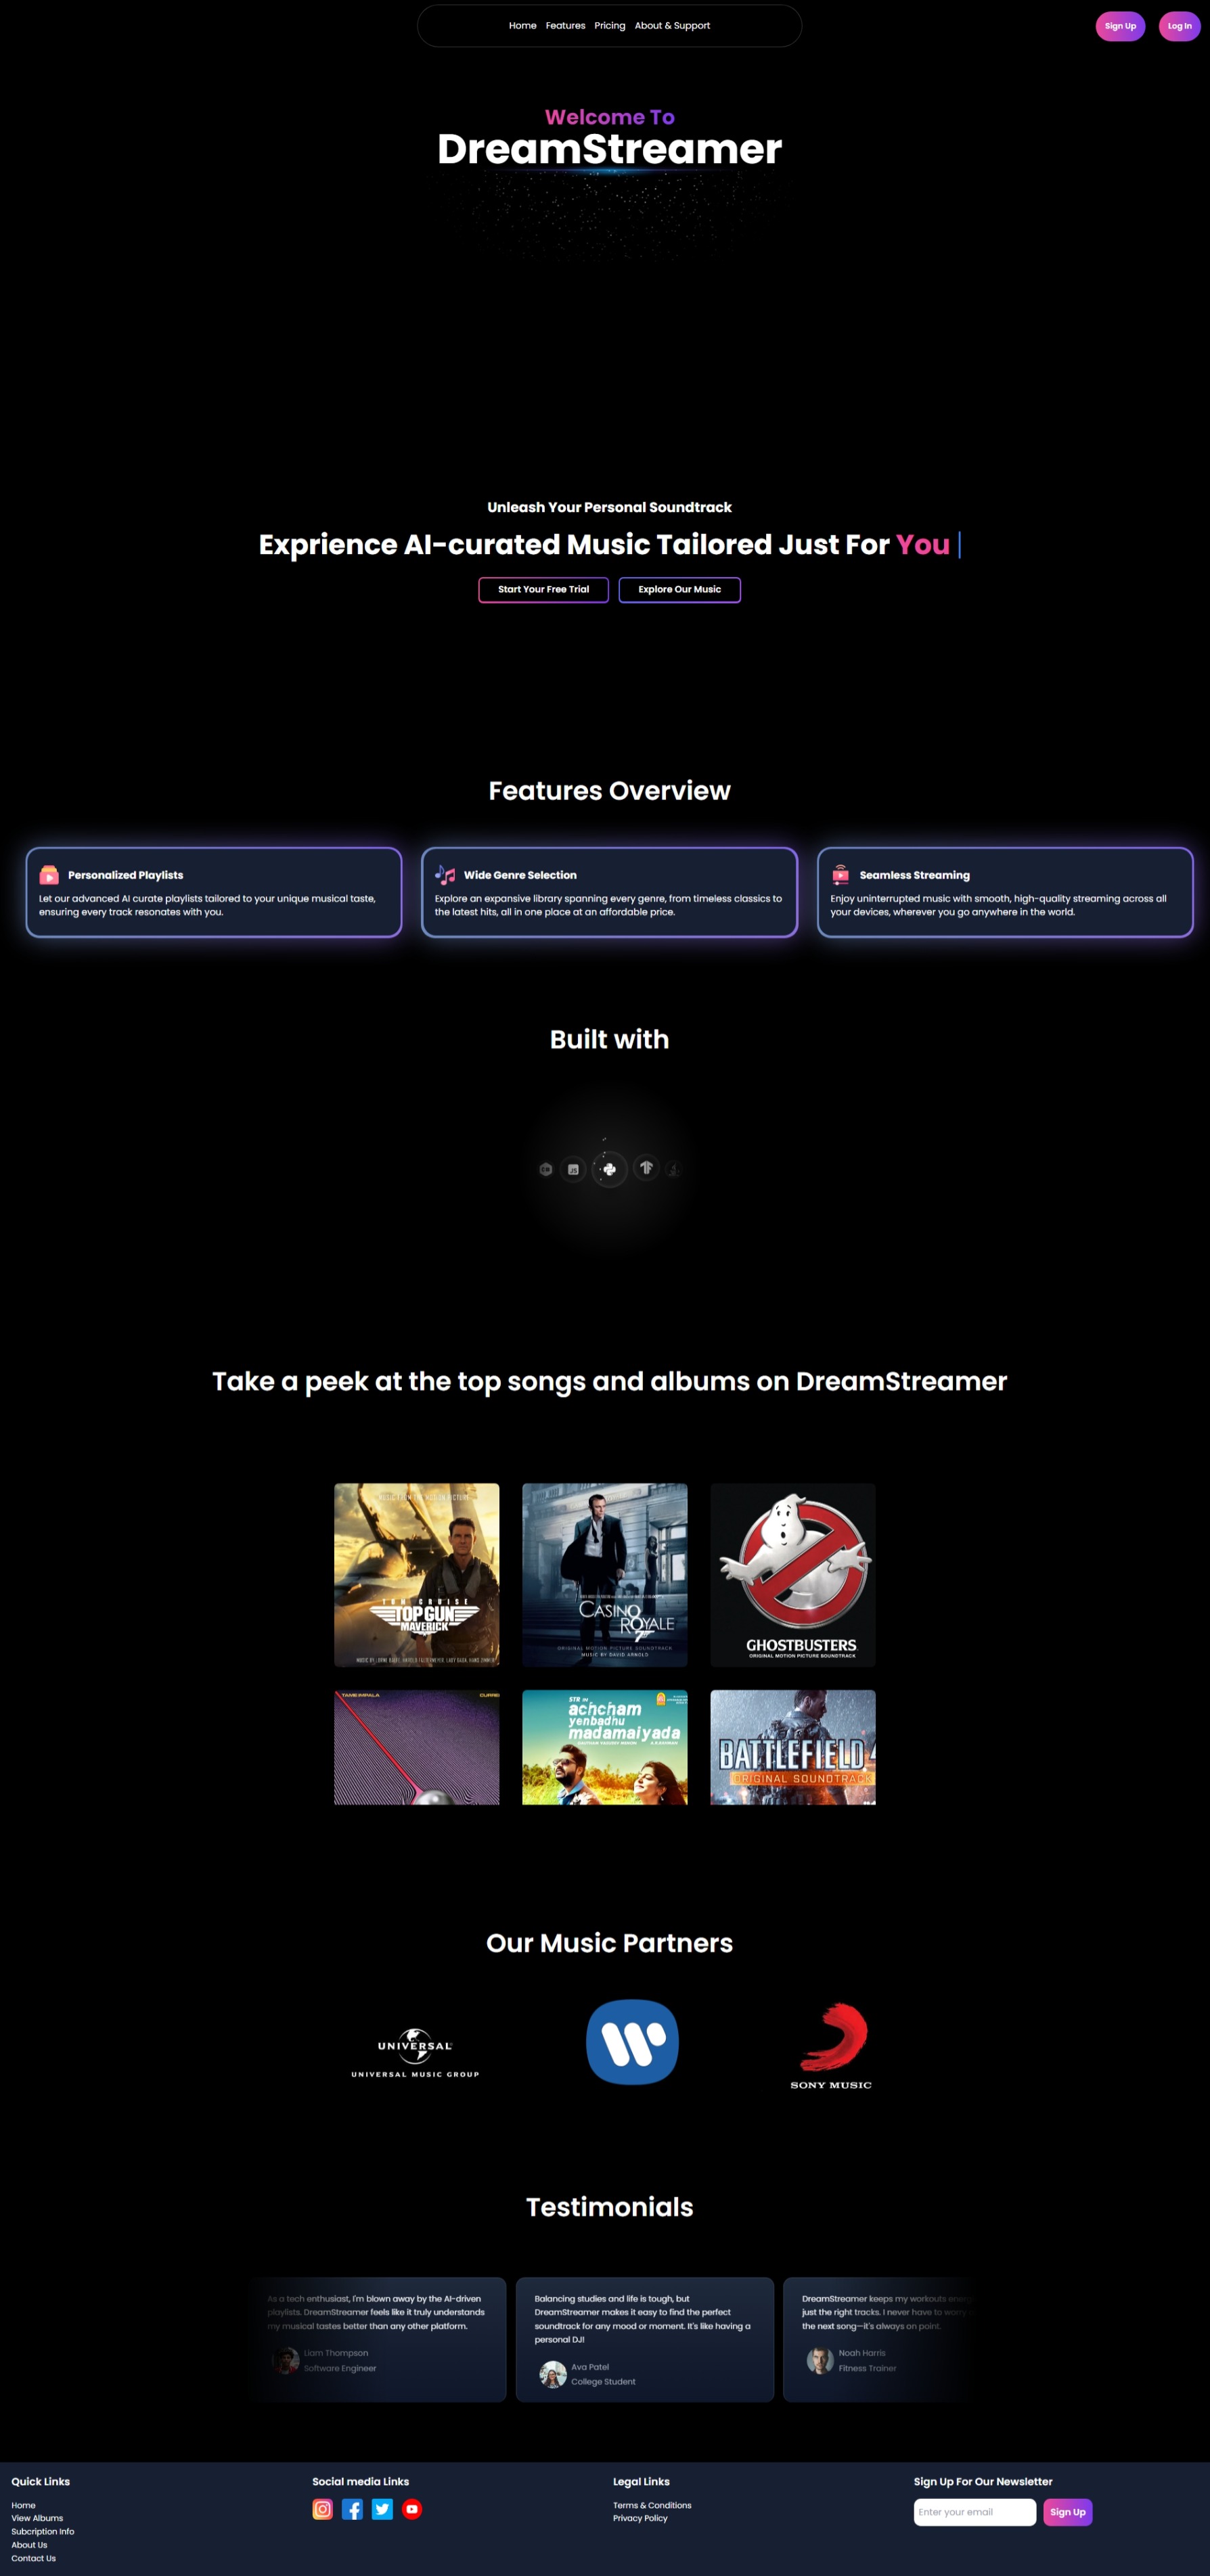 Home Features Pricing About & Support
Sign Up
Log In
Welcome To
DreamStreamer
Unleash Your Personal Soundtrack
Exprience AI-curated Music Tailored Just For You
Start Your Free Trial
Explore Our Music
Features Overview
Personalized Playlists
Let our advanced AI curate playlists tailored to your unique musical taste,
ensuring every track resonates with you.
Wide Genre Selection
Explore an expansive library spanning every genre, from timeless classics to
the latest hits, all in one place at an affordable price.
Seamless Streaming
Enjoy uninterrupted music with smooth, high-quality streaming across all
your devices, wherever you go anywhere in the world.
Built with
JS
Take a peek at the top songs and albums on DreamStreamer
MUSIC FROM THE MOTION PICTURE
TOM CRUISE
TOP GUN
MAVERICK
CASINO
ROYALE
ORIGINAL MOTION PICTURE SOUNDTRACK
MUSIC BY DAVID ARNOLD
GHOSTBUSTERS
ORIGINAL MOTION PICTURE SOUNDTRACK
TAME IMPALA
CURRE
STR IN
achcham
yenbadhu
madamaiyada
BATTLEFIELD 4
ORIGINAL SOUNDTRACK
Our Music Partners
UNIVERSAL
UNIVERSAL MUSIC GROUP
SONY MUSIC
Testimonials
As a tech enthusiast, I'm blown away by the AI-driven
playlists. DreamStreamer feels like it truly understands
my musical tastes better than any other platform.
Liam Thompson
Software Engineer
Balancing studies and life is tough, but
DreamStreamer makes it easy to find the perfect
soundtrack for any mood or moment. It's like having a
personal DJ!
Ava Patel
College Student
DreamStreamer keeps my workouts
just the right tracks. I never have to worry
the next song—it's always on point.
Noah Harris
Fitness Trainer
Quick Links
Home
View Albums
Subcription Info
About Us
Contact Us
Social media Links
Legal Links
Terms & Conditions
Privacy Policy
Sign Up For Our Newsletter
Enter your email
Sign Up